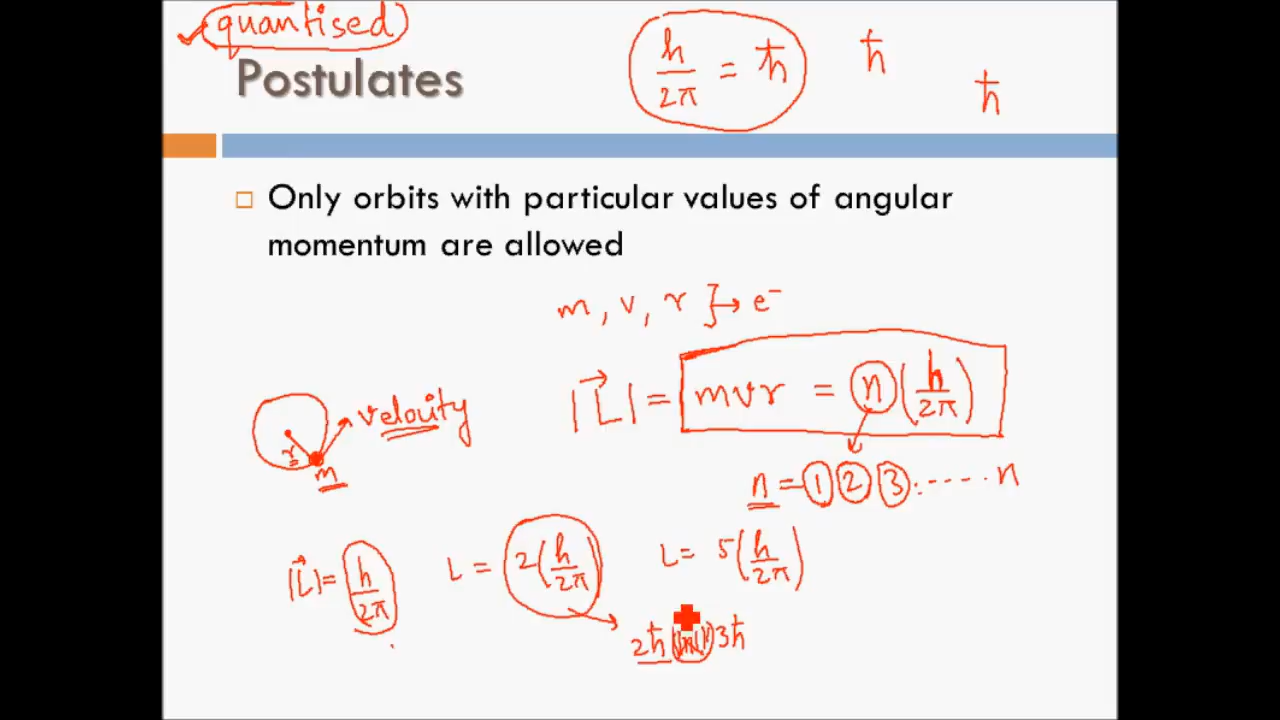 quantised
Postulates
h/2π = ħ ħ
ħ
Only orbits with particular values of angular
momentum are allowed
m, v, r } → e⁻
|L⃗| = mvr = n(h/2π)
velocity
r
m
n = 1 2 3 ...... n
|L⃗| = h/2π L = 2(h/2π) L = 5(h/2π)
2ħ 3ħ